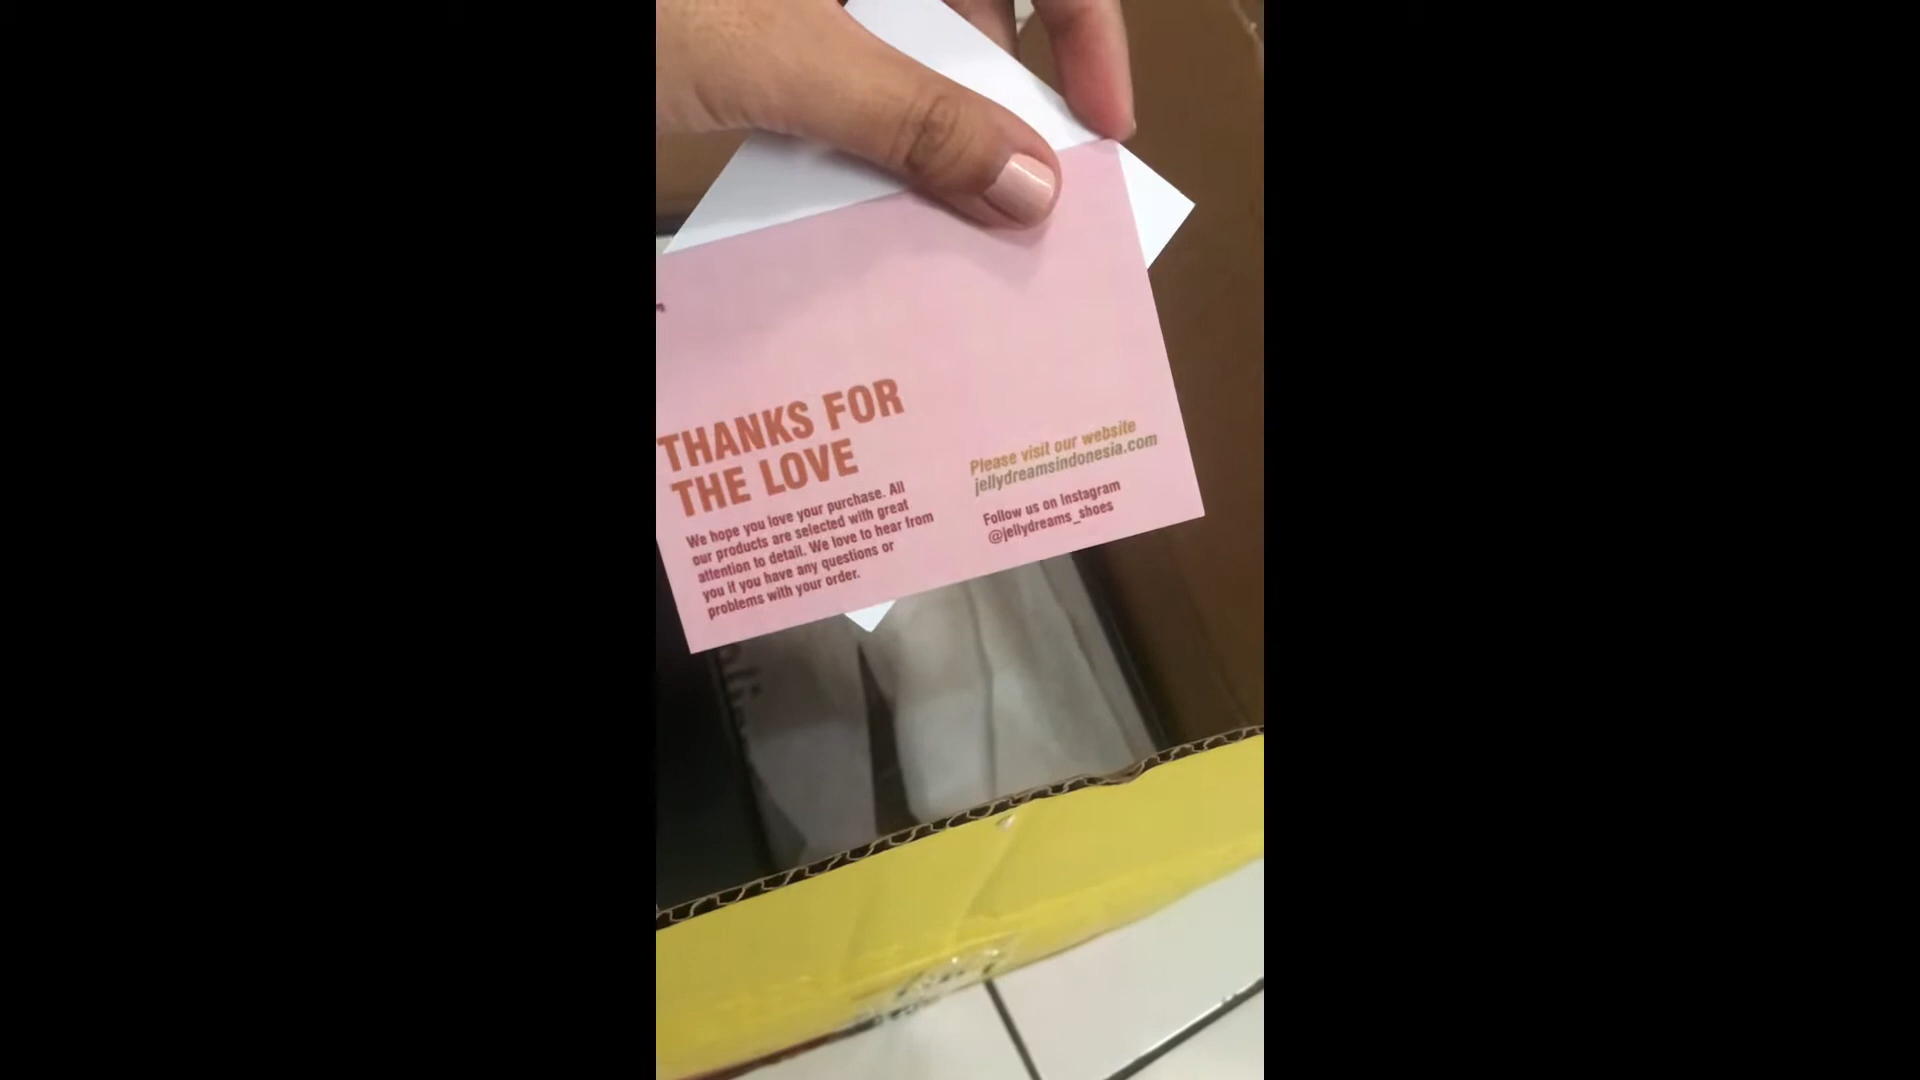 THANKS FOR
THE LOVE
We hope you love your purchase. All
our products are selected with great
attention to detail. We love to hear from
you if you have any questions or
problems with your order.
Please visit our website
jellydreamsindonesia.com
Follow us on Instagram
@jellydreams_shoes